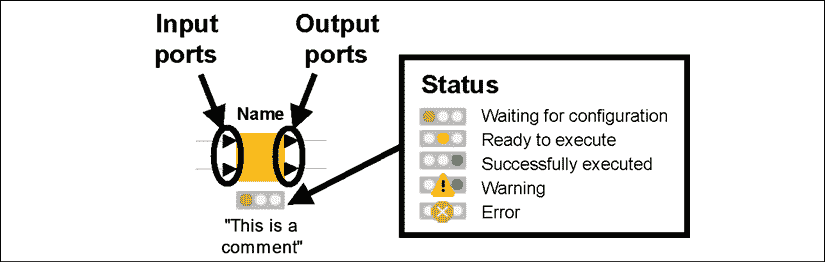 Input
ports
Output
ports
Name
"This is a
comment"
Status
Waiting for configuration
Ready to execute
Successfully executed
Warning
Error